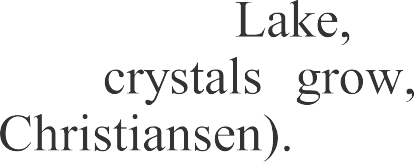 Lake,
crystals grow,
Christiansen).